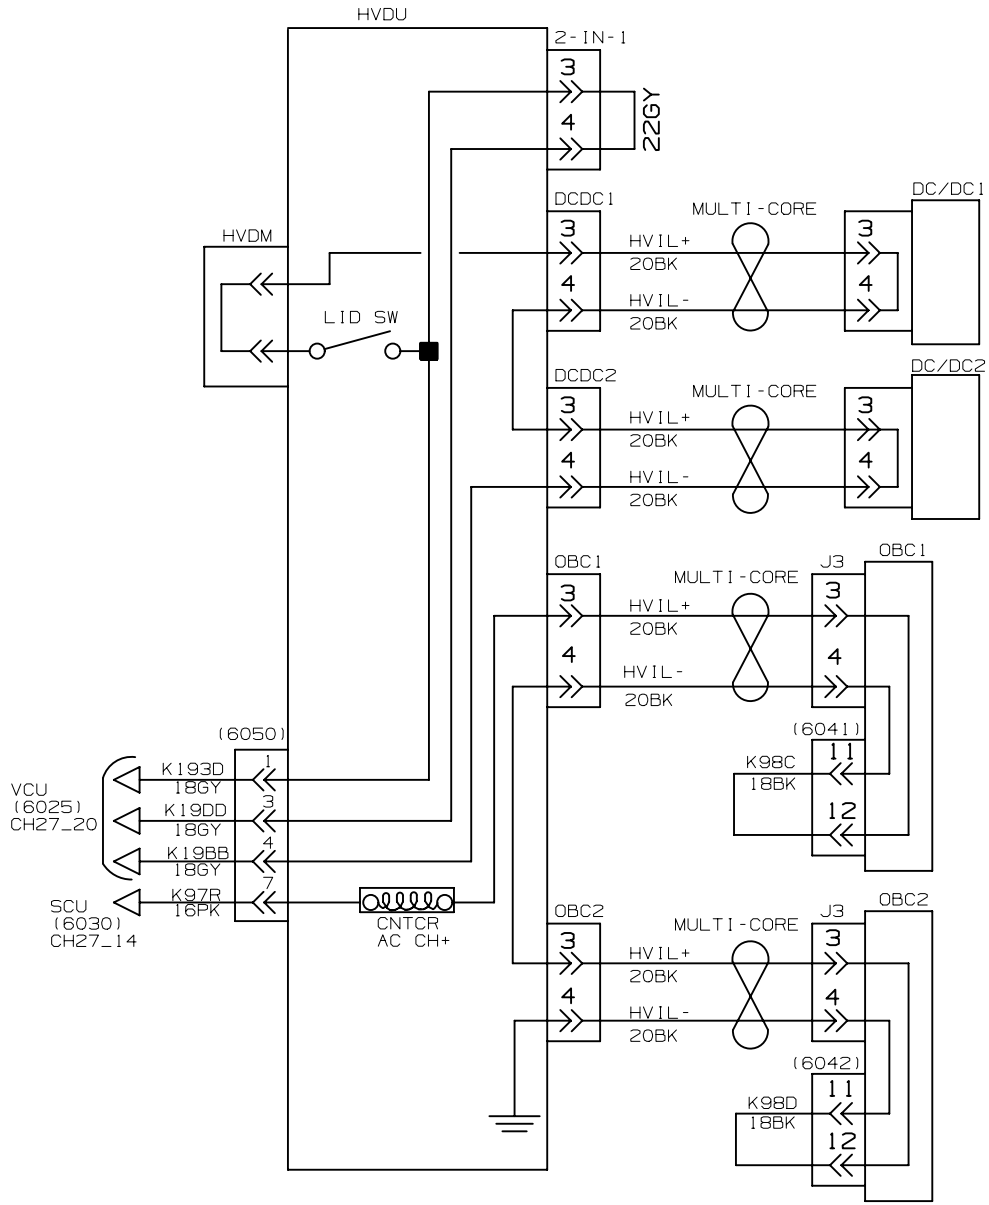 HVDU
2-IN-1
3
4
22GY
DCDC1
3
4
HVIL+
20BK
HVIL-
20BK
MULTI-CORE
DC/DC1
3
4
HVDM
LID SW
DCDC2
3
4
HVIL+
20BK
HVIL-
20BK
MULTI-CORE
DC/DC2
3
4
OBC1
3
4
HVIL+
20BK
HVIL-
20BK
MULTI-CORE
J3
3
4
OBC1
(6041)
11
12
K98C
18BK
(6050)
1
K193D
18GY
3
K19DD
18GY
4
K19BB
18GY
7
K97R
16PK
VCU
(6025)
CH27_20
SCU
(6030)
CH27_14
CNTCR
AC CH+
OBC2
3
4
HVIL+
20BK
HVIL-
20BK
MULTI-CORE
J3
3
4
OBC2
(6042)
11
12
K98D
18BK